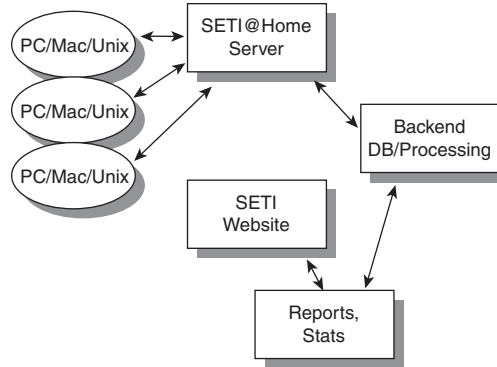 PC/Mac/Unix
PC/Mac/Unix
PC/Mac/Unix
SETI@Home
Server
Backend
DB/Processing
SETI
Website
Reports,
Stats